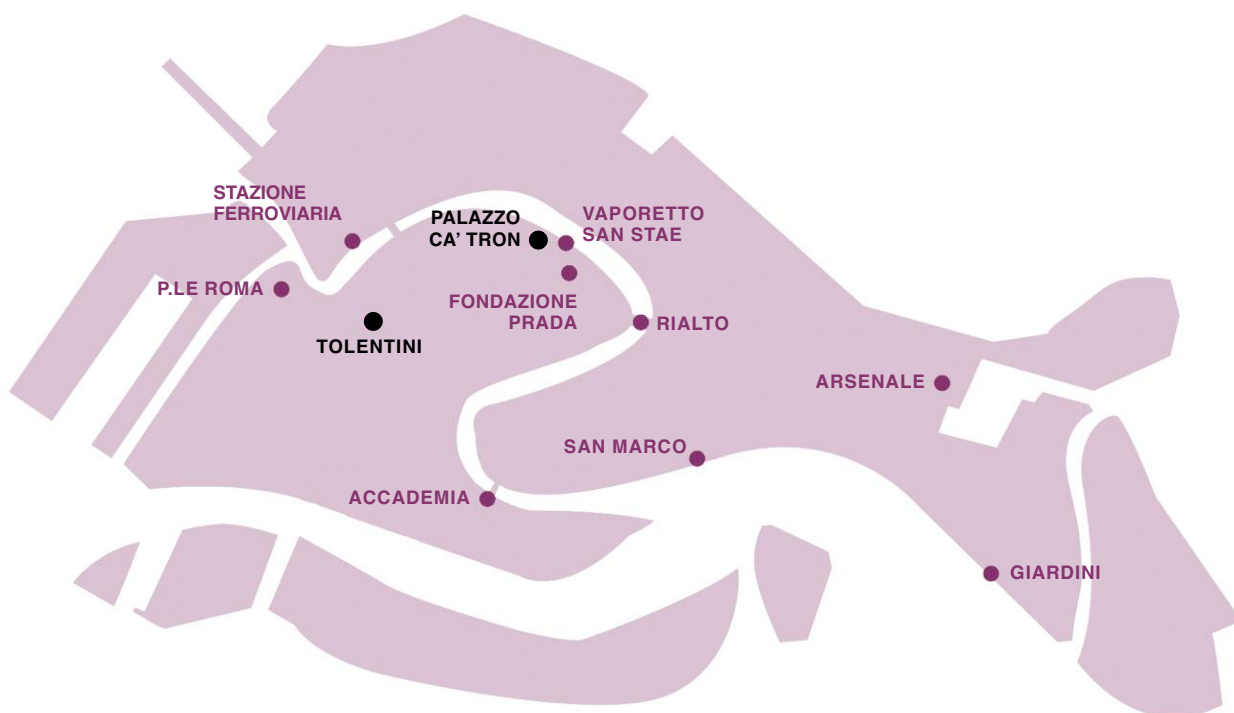 STAZIONE
FERROVIARIA
PALAZZO
CA' TRON
VAPORETTO
SAN STAE
P.LE ROMA
FONDAZIONE
PRADA
RIALTO
TOLENTINI
ARSENALE
SAN MARCO
ACCADEMIA
GIARDINI